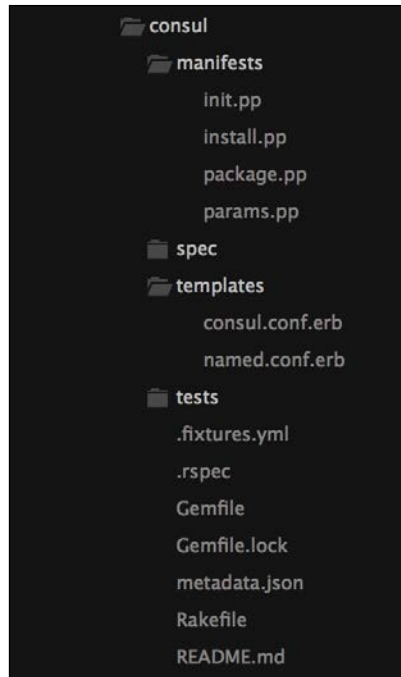 consul
manifests
init.pp
install.pp
package.pp
params.pp
spec
templates
consul.conf.erb
named.conf.erb
tests
.fixtures.yml
.rspec
Gemfile
Gemfile.lock
metadata.json
Rakefile
README.md